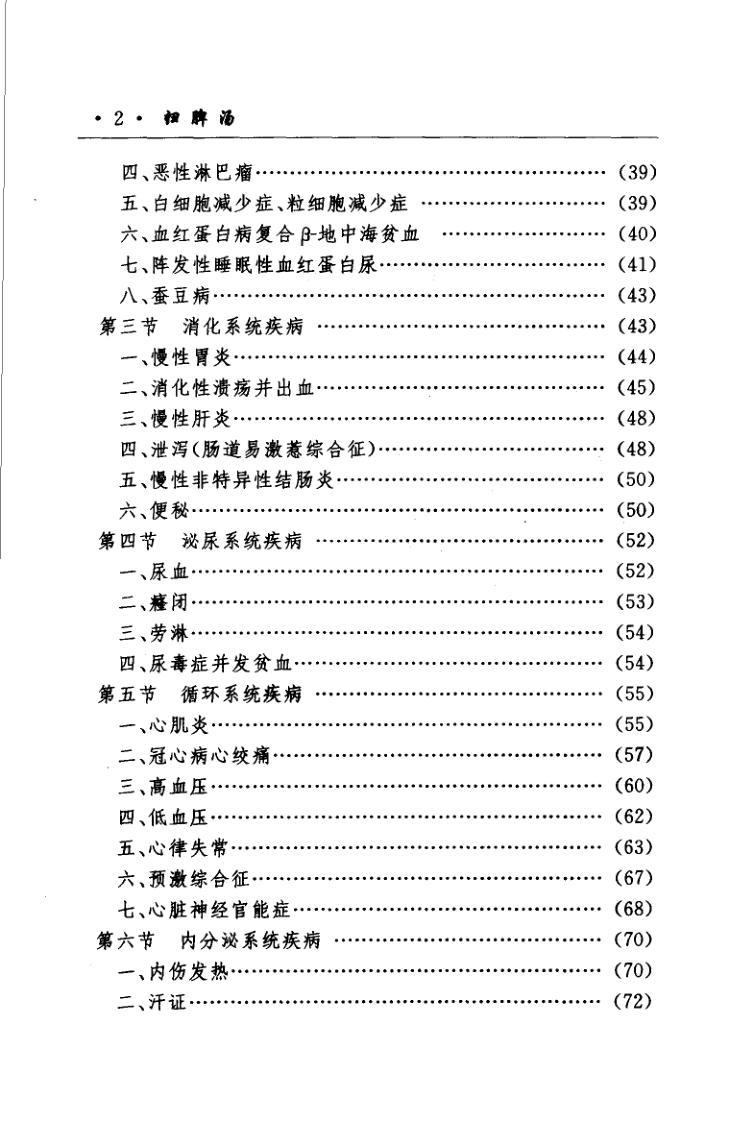 ·2· 归脾汤
四、恶性淋巴瘤……………………………………(39)
五、白细胞减少症、粒细胞减少症 ……………………(39)
六、血红蛋白病复合β-地中海贫血 …………………(40)
七、阵发性睡眠性血红蛋白尿…………………………(41)
八、蚕豆病…………………………………………(43)
第三节 消化系统疾病 ………………………………(43)
一、慢性胃炎………………………………………(44)
二、消化性溃疡并出血………………………………(45)
三、慢性肝炎………………………………………(48)
四、泄泻(肠道易激惹综合征)…………………………(48)
五、慢性非特异性结肠炎……………………………(50)
六、便秘……………………………………………(50)
第四节 泌尿系统疾病 ………………………………(52)
一、尿血……………………………………………(52)
二、癃闭……………………………………………(53)
三、劳淋……………………………………………(54)
四、尿毒症并发贫血…………………………………(54)
第五节 循环系统疾病 ………………………………(55)
一、心肌炎…………………………………………(55)
二、冠心病心绞痛……………………………………(57)
三、高血压…………………………………………(60)
四、低血压…………………………………………(62)
五、心律失常………………………………………(63)
六、预激综合征……………………………………(67)
七、心脏神经官能症…………………………………(68)
第六节 内分泌系统疾病 ……………………………(70)
一、内伤发热………………………………………(70)
二、汗证……………………………………………(72)